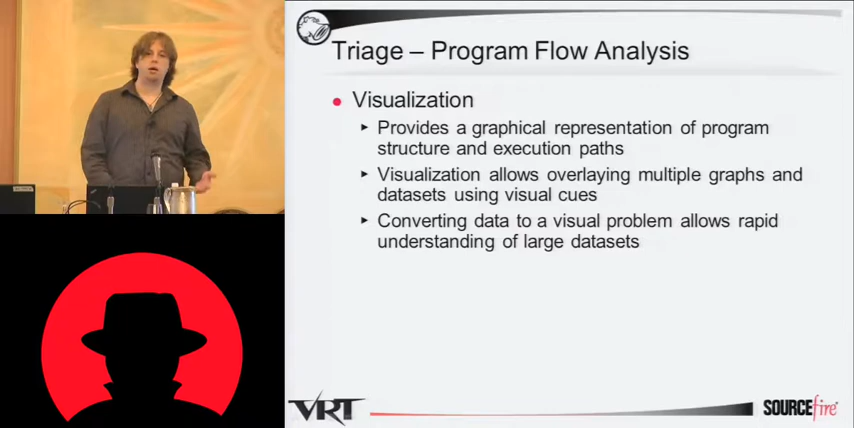 Triage – Program Flow Analysis
Visualization
Provides a graphical representation of program
structure and execution paths
Visualization allows overlaying multiple graphs and
datasets using visual cues
Converting data to a visual problem allows rapid
understanding of large datasets
VRT
SOURCEfire